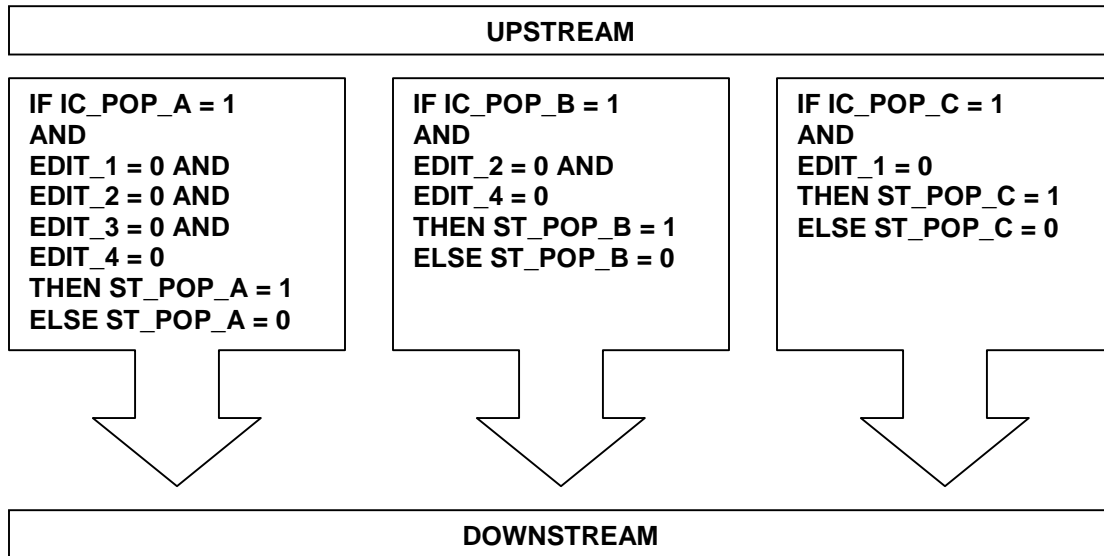 UPSTREAM
IF IC_POP_A = 1
AND
EDIT_1 = 0 AND
EDIT_2 = 0 AND
EDIT_3 = 0 AND
EDIT_4 = 0
THEN ST_POP_A = 1
ELSE ST_POP_A = 0
IF IC_POP_B = 1
AND
EDIT_2 = 0 AND
EDIT_4 = 0
THEN ST_POP_B = 1
ELSE ST_POP_B = 0
IF IC_POP_C = 1
AND
EDIT_1 = 0
THEN ST_POP_C = 1
ELSE ST_POP_C = 0
DOWNSTREAM